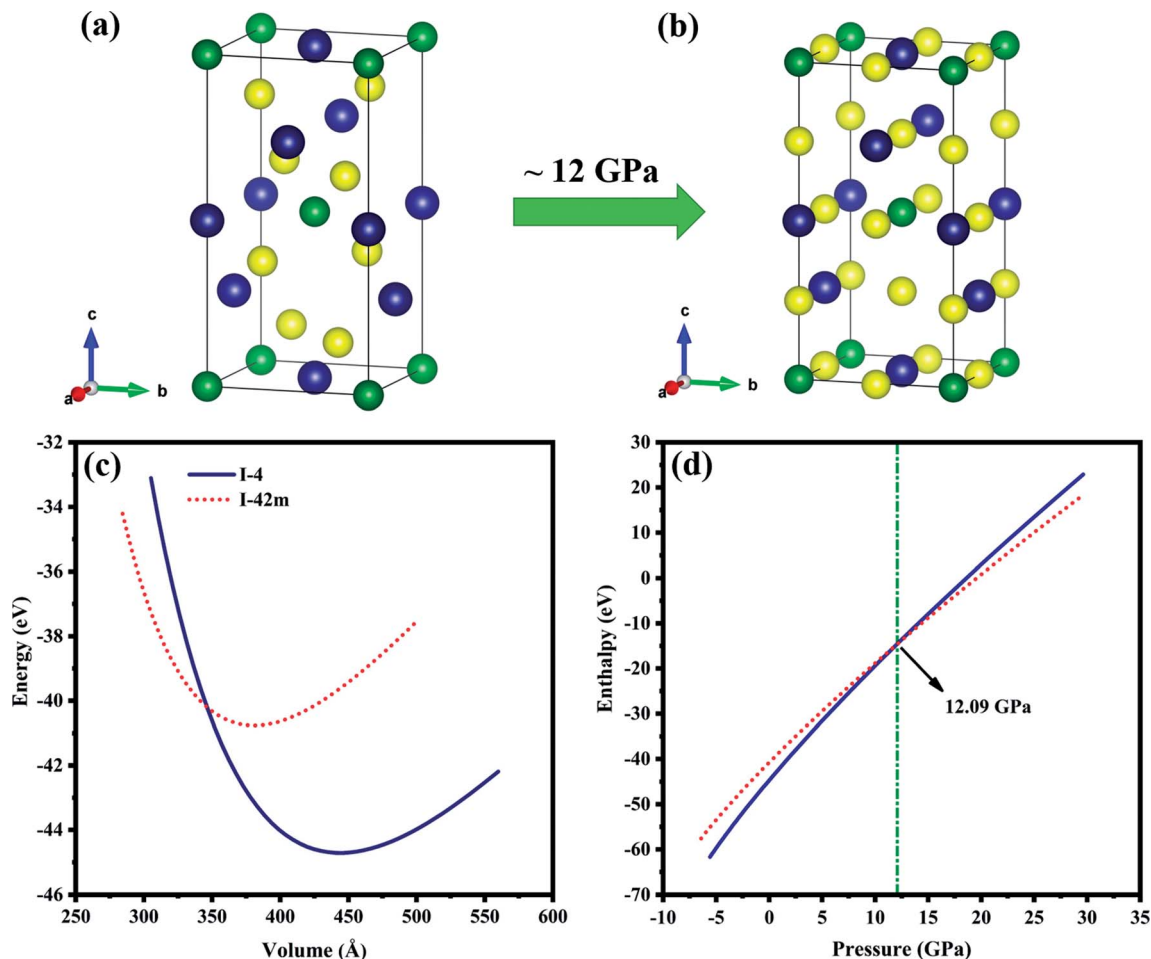 (a)
(b)
~ 12 GPa
c
a
b
c
a
b
(c)
I-4
I-42m
-32
-34
-36
-38
-40
-42
-44
-46
Energy (eV)
250 300 350 400 450 500 550 600
Volume (Å)
(d)
30
20
10
0
-10
-20
-30
-40
-50
-60
-70
Enthalpy (eV)
12.09 GPa
-10 -5 0 5 10 15 20 25 30 35
Pressure (GPa)